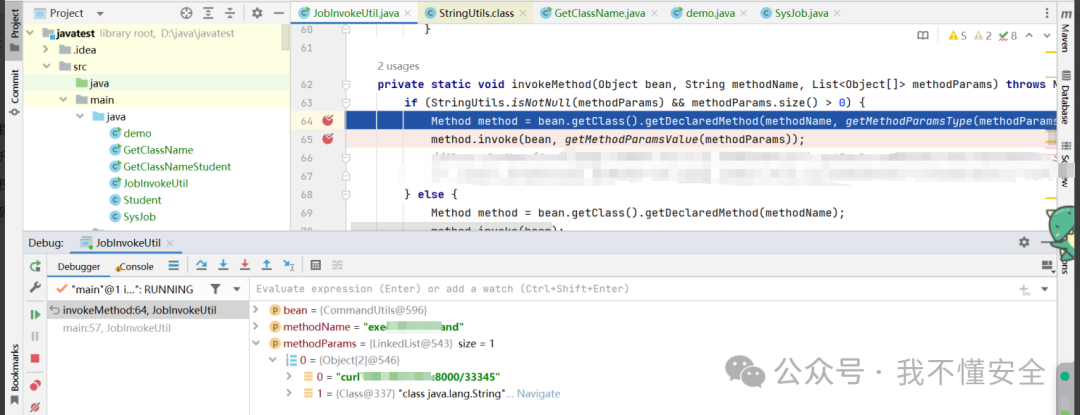 Project
JobInvokeUtil.java
StringUtils.class
GetClassName.java
demo.java
SysJob.java
Project
Commit
Bookmarks
javatest library root, D:\java\javatest
.idea
src
java
main
java
demo
GetClassName
GetClassNameStudent
JobInvokeUtil
Student
SysJob
60 }
61
5 2 8
2 usages
62 private static void invokeMethod(Object bean, String methodName, List<Object[]> methodParams) throws
63 if (StringUtils.isNotNull(methodParams) && methodParams.size() > 0) {
64 Method method = bean.getClass().getDeclaredMethod(methodName, getMethodParamsType(methodParams
65 method.invoke(bean, getMethodParamsValue(methodParams));
66
67
68 } else {
69 Method method = bean.getClass().getDeclaredMethod(methodName);
method.invoke(bean);
Maven
Database
Debug: JobInvokeUtil
Debugger
Console
"main"@1 i...": RUNNING
Evaluate expression (Enter) or add a watch (Ctrl+Shift+Enter)
invokeMethod:64, JobInvokeUtil
main:57, JobInvokeUtil
bean = {CommandUtils@596}
methodName = "exe and"
methodParams = {LinkedList@543} size = 1
0 = {Object[2]@546}
0 = "curl 8000/33345"
1 = {Class@337} "class java.lang.String"... Navigate
公众号 · 我不懂安全